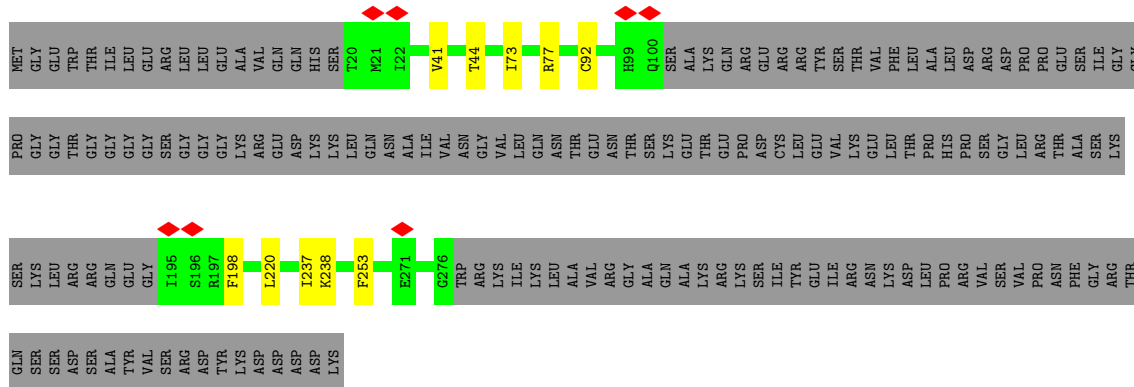 MET GLY GLU TRP THR ILE LEU GLU ARG LEU LEU GLU ALA VAL GLN GLN HIS SER T20 M21 I22 V41 T44 I73 R77 C92 H99 Q100 SER ALA LYS GLN ARG GLU ARG ARG TYR SER THR VAL PHE LEU ALA LEU ASP ARG ASP PRO PRO GLU SER ILE GLY
PRO GLY GLY THR GLY GLY GLY SER GLY GLY GLY LYS ARG GLU ASP LYS LYS LEU GLN ASN ALA ILE VAL ASN GLY VAL LEU GLN ASN THR GLU ASN THR SER LYS GLU THR GLU PRO ASP CYS LEU GLU VAL LYS GLU LEU THR PRO HIS PRO SER GLY LEU ARG THR ALA SER LYS
SER LYS LEU ARG ARG GLN GLU GLY I195 S196 R197 F198 L220 I237 K238 F253 E271 G276 TRP ARG LYS ILE LYS LEU ALA VAL ARG GLY ALA GLN ALA LYS ARG LYS SER ILE TYR GLU ILE ARG ASN LYS ASP LEU PRO ARG VAL SER VAL PRO ASN PHE GLY ARG THR
GLN SER SER ASP SER ALA TYR VAL SER ARG ASP TYR LYS ASP ASP ASP ASP LYS